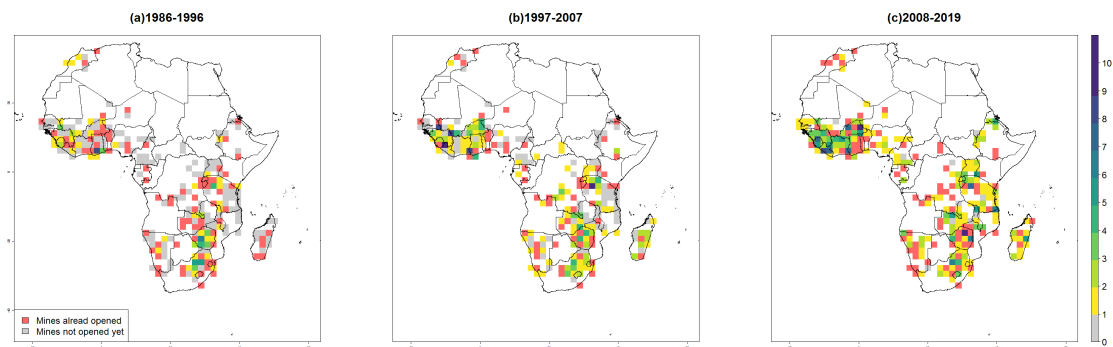 (a)1986-1996
(b)1997-2007
(c)2008-2019
Mines alread opened
Mines not opened yet
10
9
8
7
6
5
4
3
2
1
0